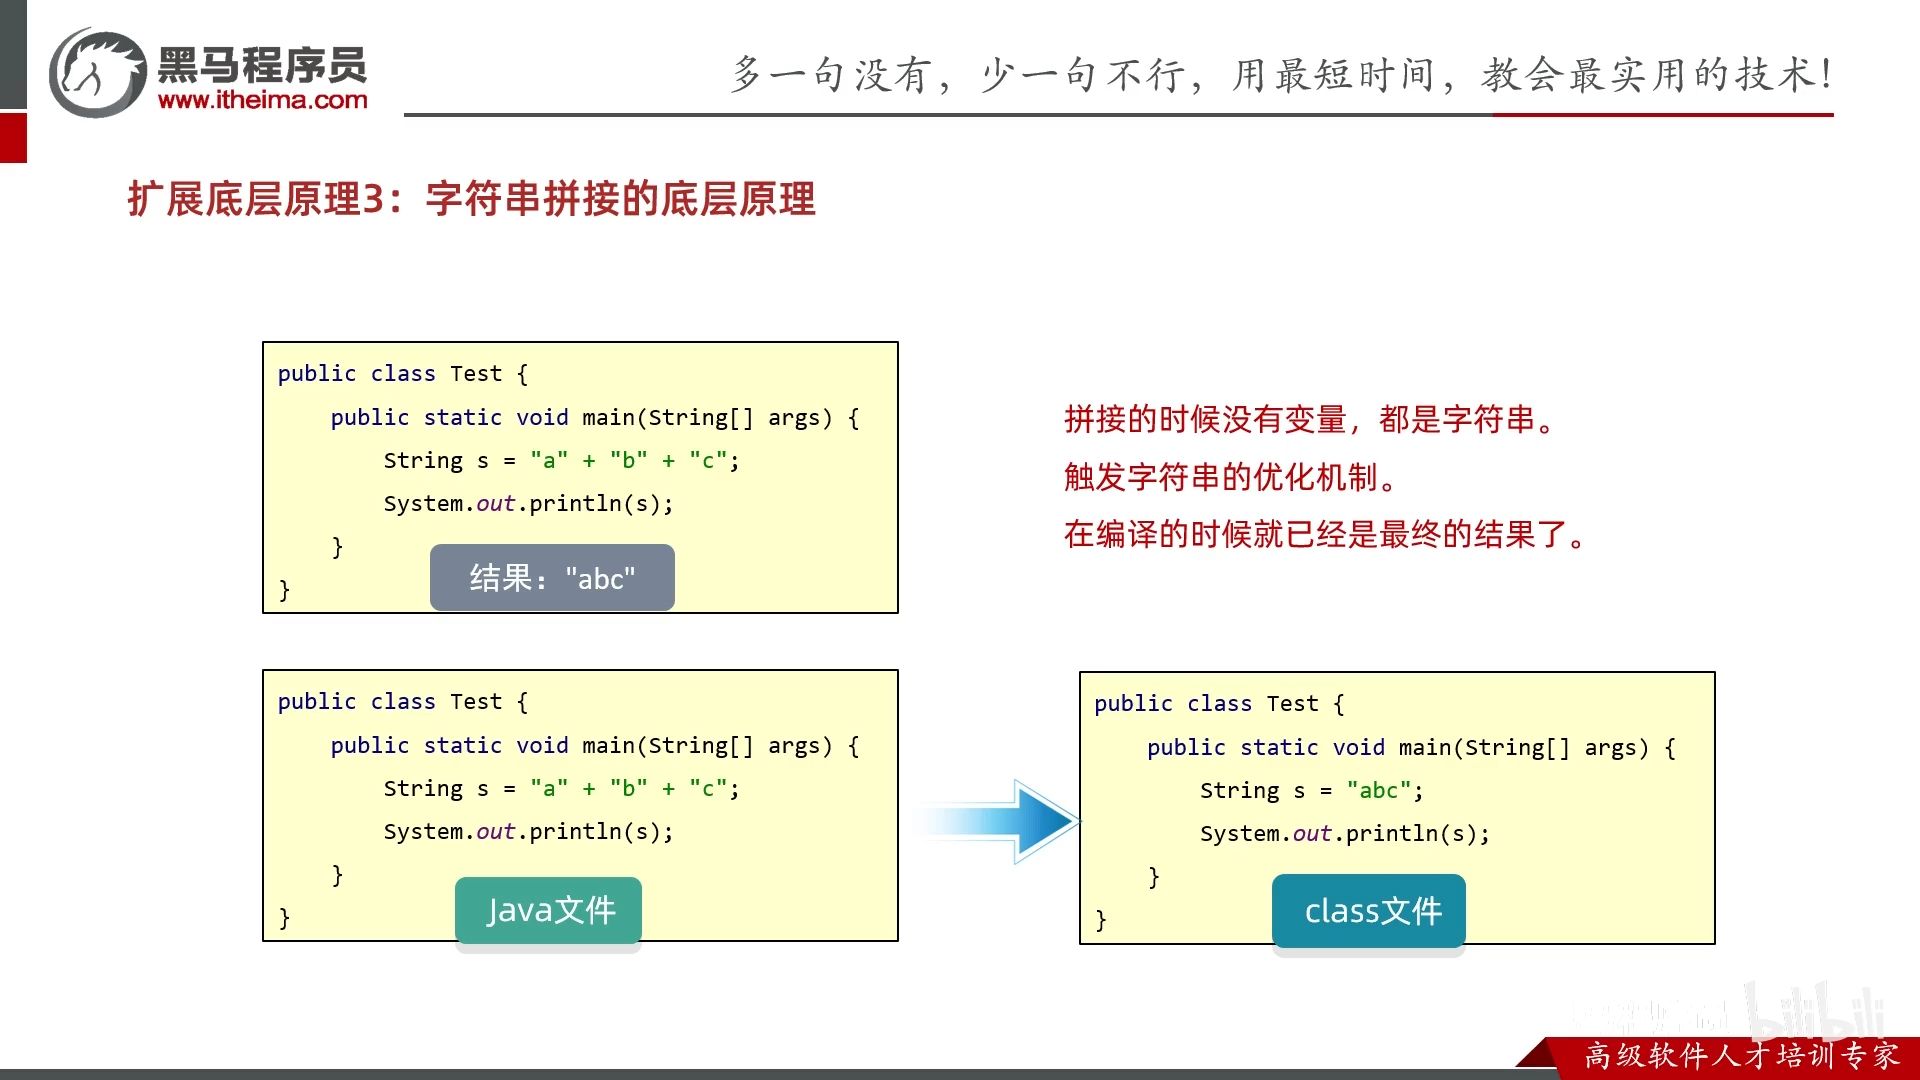 黑马程序员
www.itheima.com
多一句没有，少一句不行，用最短时间，教会最实用的技术！
扩展底层原理3：字符串拼接的底层原理
public class Test {
    public static void main(String[] args) {
        String s = "a" + "b" + "c";
        System.out.println(s);
    }
}
结果："abc"
拼接的时候没有变量，都是字符串。
触发字符串的优化机制。
在编译的时候就已经是最终的结果了。
public class Test {
    public static void main(String[] args) {
        String s = "a" + "b" + "c";
        System.out.println(s);
    }
}
Java文件
public class Test {
    public static void main(String[] args) {
        String s = "abc";
        System.out.println(s);
    }
}
class文件
bilibili
高级软件人才培训专家